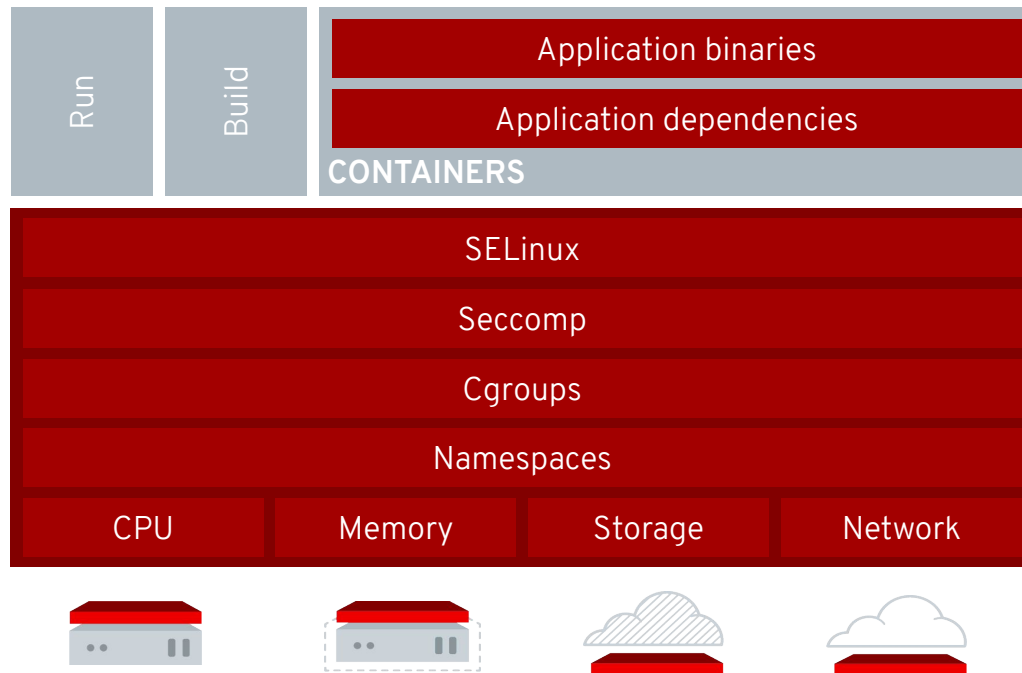 Run
Build
Application binaries
Application dependencies
CONTAINERS
SELinux
Seccomp
Cgroups
Namespaces
CPU
Memory
Storage
Network